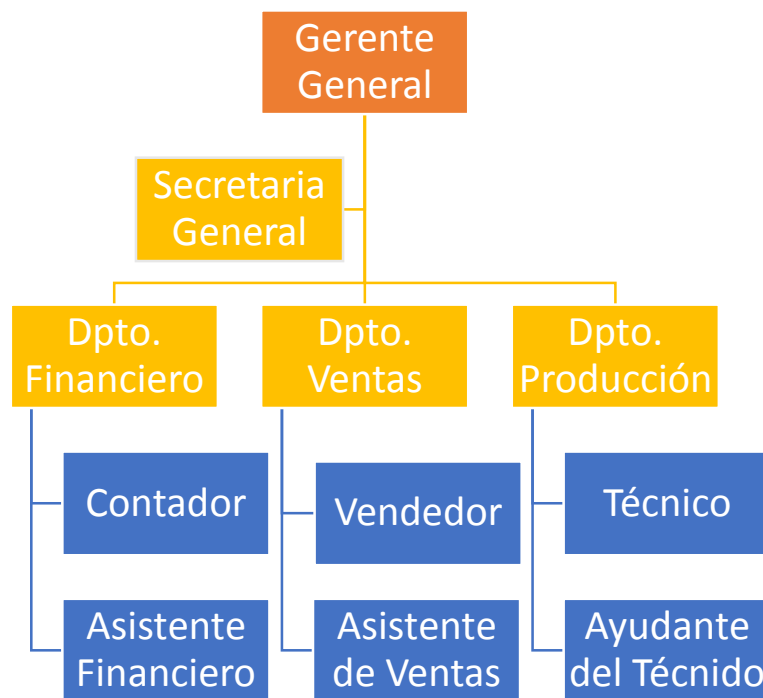 Gerente
General
Secretaria
General
Dpto.
Financiero
Dpto.
Ventas
Dpto.
Producción
Contador
Vendedor
Técnico
Asistente
Financiero
Asistente
de Ventas
Ayudante
del Técnido